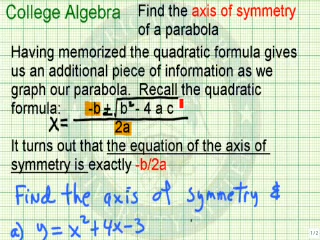 College Algebra
Find the axis of symmetry
of a parabola
Having memorized the quadratic formula gives
us an additional piece of information as we
graph our parabola. Recall the quadratic
formula: -b ± √b² - 4 a c
x = 2a
It turns out that the equation of the axis of
symmetry is exactly -b/2a
Find the axis of symmetry &
a) y = x² + 4x - 3
1/2